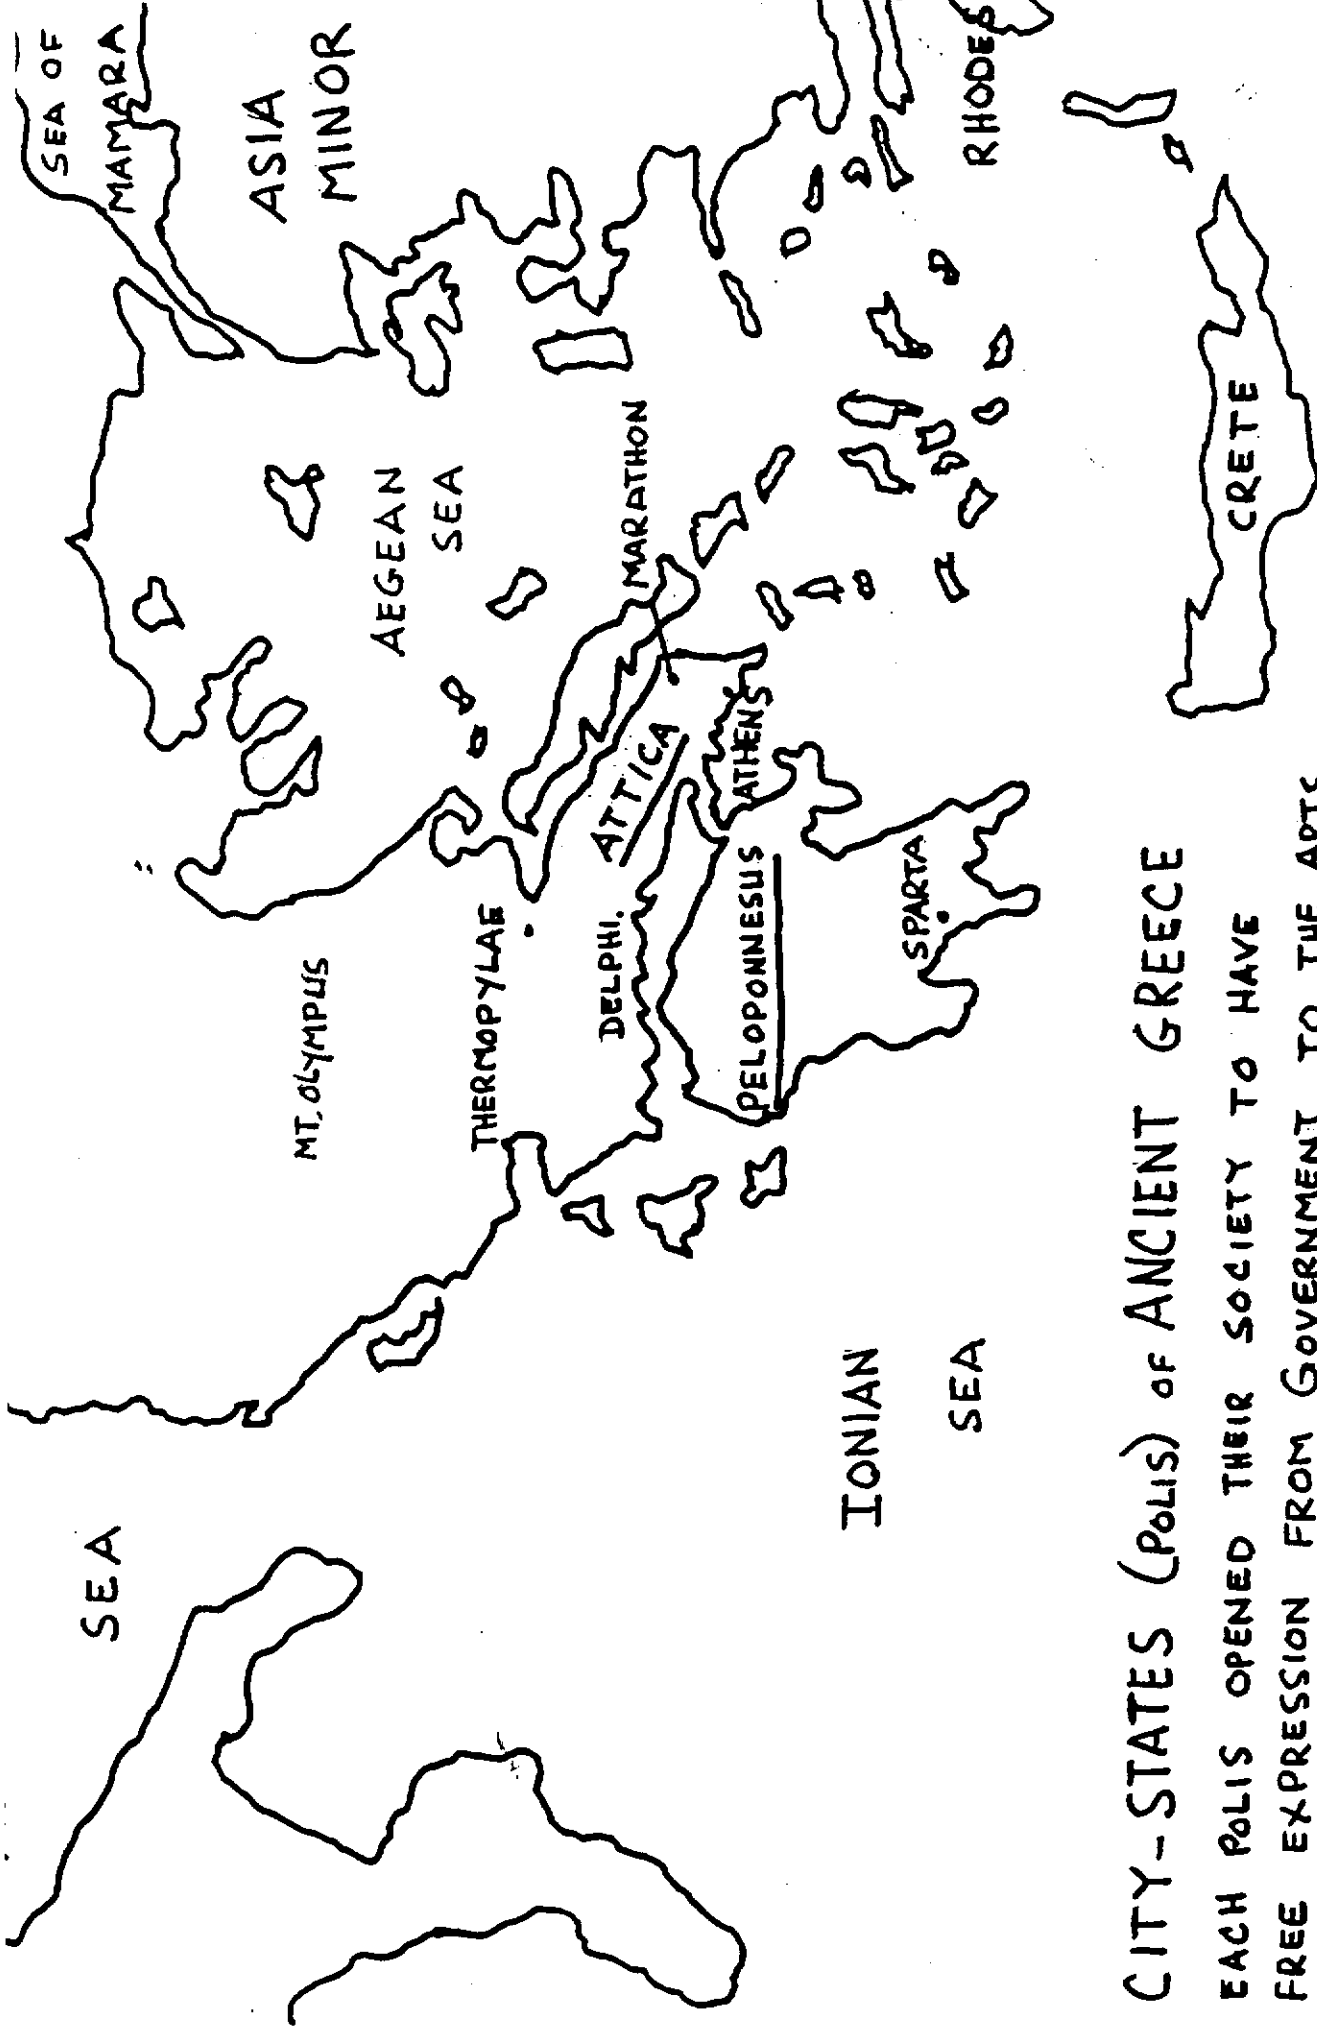 SEA OF
MAMARA
ASIA
MINOR
SEA
MT. OLYMPUS
AEGEAN
SEA
THERMOPYLAE
DELPHI.
ATTICA
MARATHON
ATHENS
PELOPONNESUS
SPARTA
IONIAN
SEA
RHODES
CRETE
CITY-STATES (POLIS) OF ANCIENT GREECE
EACH POLIS OPENED THEIR SOCIETY TO HAVE
FREE EXPRESSION FROM GOVERNMENT TO THE ARTS